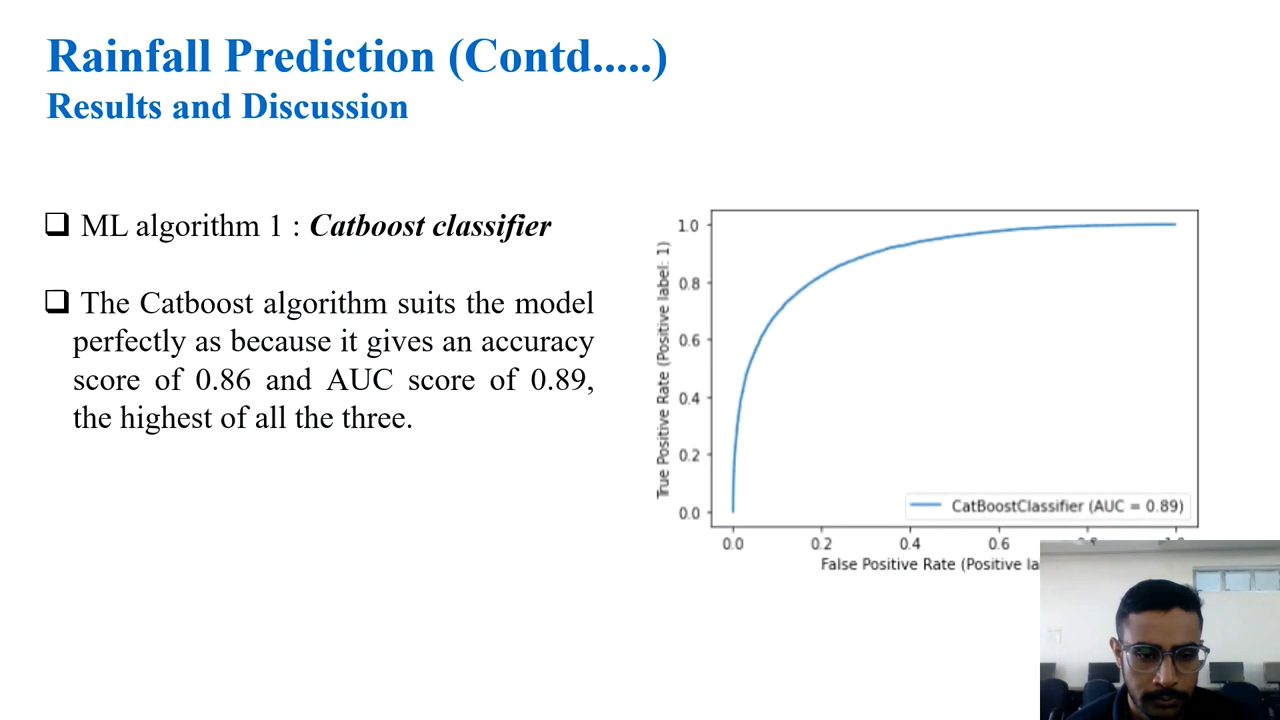 Rainfall Prediction (Contd.....)
Results and Discussion
ML algorithm 1 : Catboost classifier
The Catboost algorithm suits the model
perfectly as because it gives an accuracy
score of 0.86 and AUC score of 0.89,
the highest of all the three.
True Positive Rate (Positive label: 1)
1.0
0.8
0.6
0.4
0.2
0.0
CatBoostClassifier (AUC = 0.89)
0.0 0.2 0.4 0.6
False Positive Rate (Positive